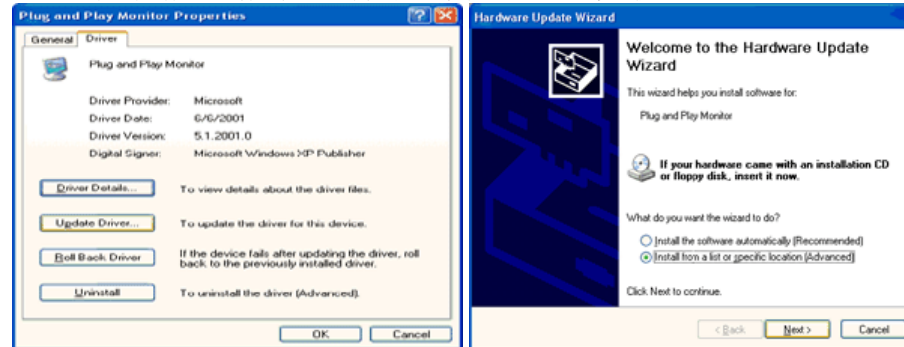 Plug and Play Monitor Properties
General Driver
Plug and Play Monitor
Driver Provider: Microsoft
Driver Date: 6/6/2001
Driver Version: 5.1.2001.0
Digital Signer: Microsoft Windows XP Publisher
Driver Details... To view details about the driver files.
Update Driver... To update the driver for this device.
Roll Back Driver If the device fails after updating the driver, roll
back to the previously installed driver.
Uninstall To uninstall the driver (Advanced).
OK Cancel
Hardware Update Wizard
Welcome to the Hardware Update
Wizard
This wizard helps you install software for:
Plug and Play Monitor
If your hardware came with an installation CD
or floppy disk, insert it now.
What do you want the wizard to do?
Install the software automatically (Recommended)
Install from a list or specific location (Advanced)
Click Next to continue.
< Back Next > Cancel